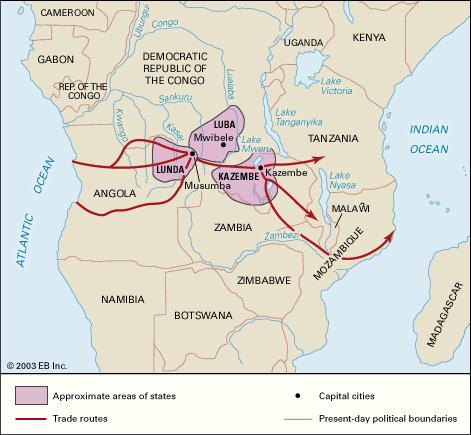 CAMEROON
Ubangi
Congo
UGANDA
KENYA
GABON
DEMOCRATIC
REPUBLIC OF
THE CONGO
Lualaba
Lake
Victoria
REP. OF THE
CONGO
Sankuru
Kwango
Kasai
LUBA
Mwibele
Lake
Tanganyika
INDIAN
OCEAN
TANZANIA
Lake
Mweru
LUNDA
Musumba
KAZEMBE
Kazembe
ATLANTIC OCEAN
ANGOLA
Lake
Nyasa
MALAŴI
ZAMBIA
Zambezi
MOZAMBIQUE
ZIMBABWE
NAMIBIA
BOTSWANA
MADAGASCAR
© 2003 EB Inc.
Approximate areas of states
Capital cities
Trade routes
Present-day political boundaries